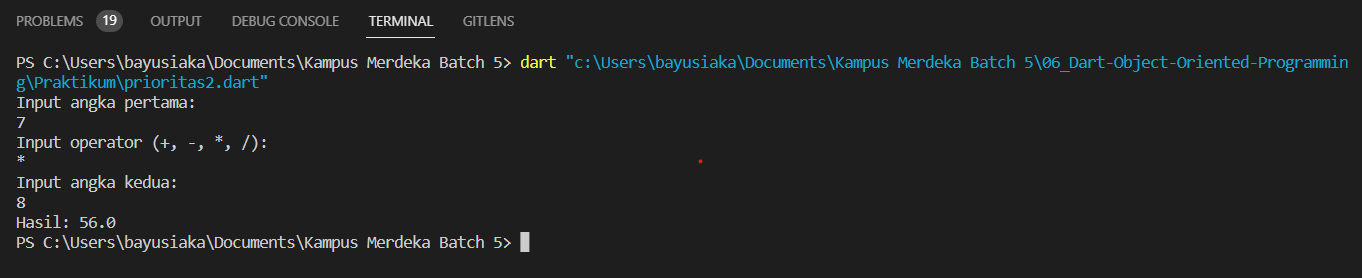 PROBLEMS 19 OUTPUT DEBUG CONSOLE TERMINAL GITLENS
PS C:\Users\bayusiaka\Documents\Kampus Merdeka Batch 5> dart "c:\Users\bayusiaka\Documents\Kampus Merdeka Batch 5\06_Dart-Object-Oriented-Programmin
g\Praktikum\prioritas2.dart"
Input angka pertama:
7
Input operator (+, -, *, /):
*
Input angka kedua:
8
Hasil: 56.0
PS C:\Users\bayusiaka\Documents\Kampus Merdeka Batch 5>